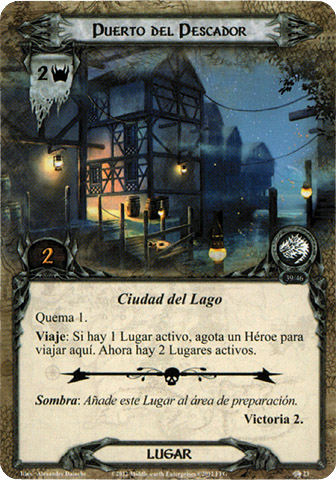 Puerto del Pescador
2
2
39/46
Ciudad del Lago
Quema 1.
Viaje: Si hay 1 Lugar activo, agota un Héroe para
viajar aquí. Ahora hay 2 Lugares activos.
Sombra: Añade este Lugar al área de preparación.
Victoria 2.
LUGAR
23